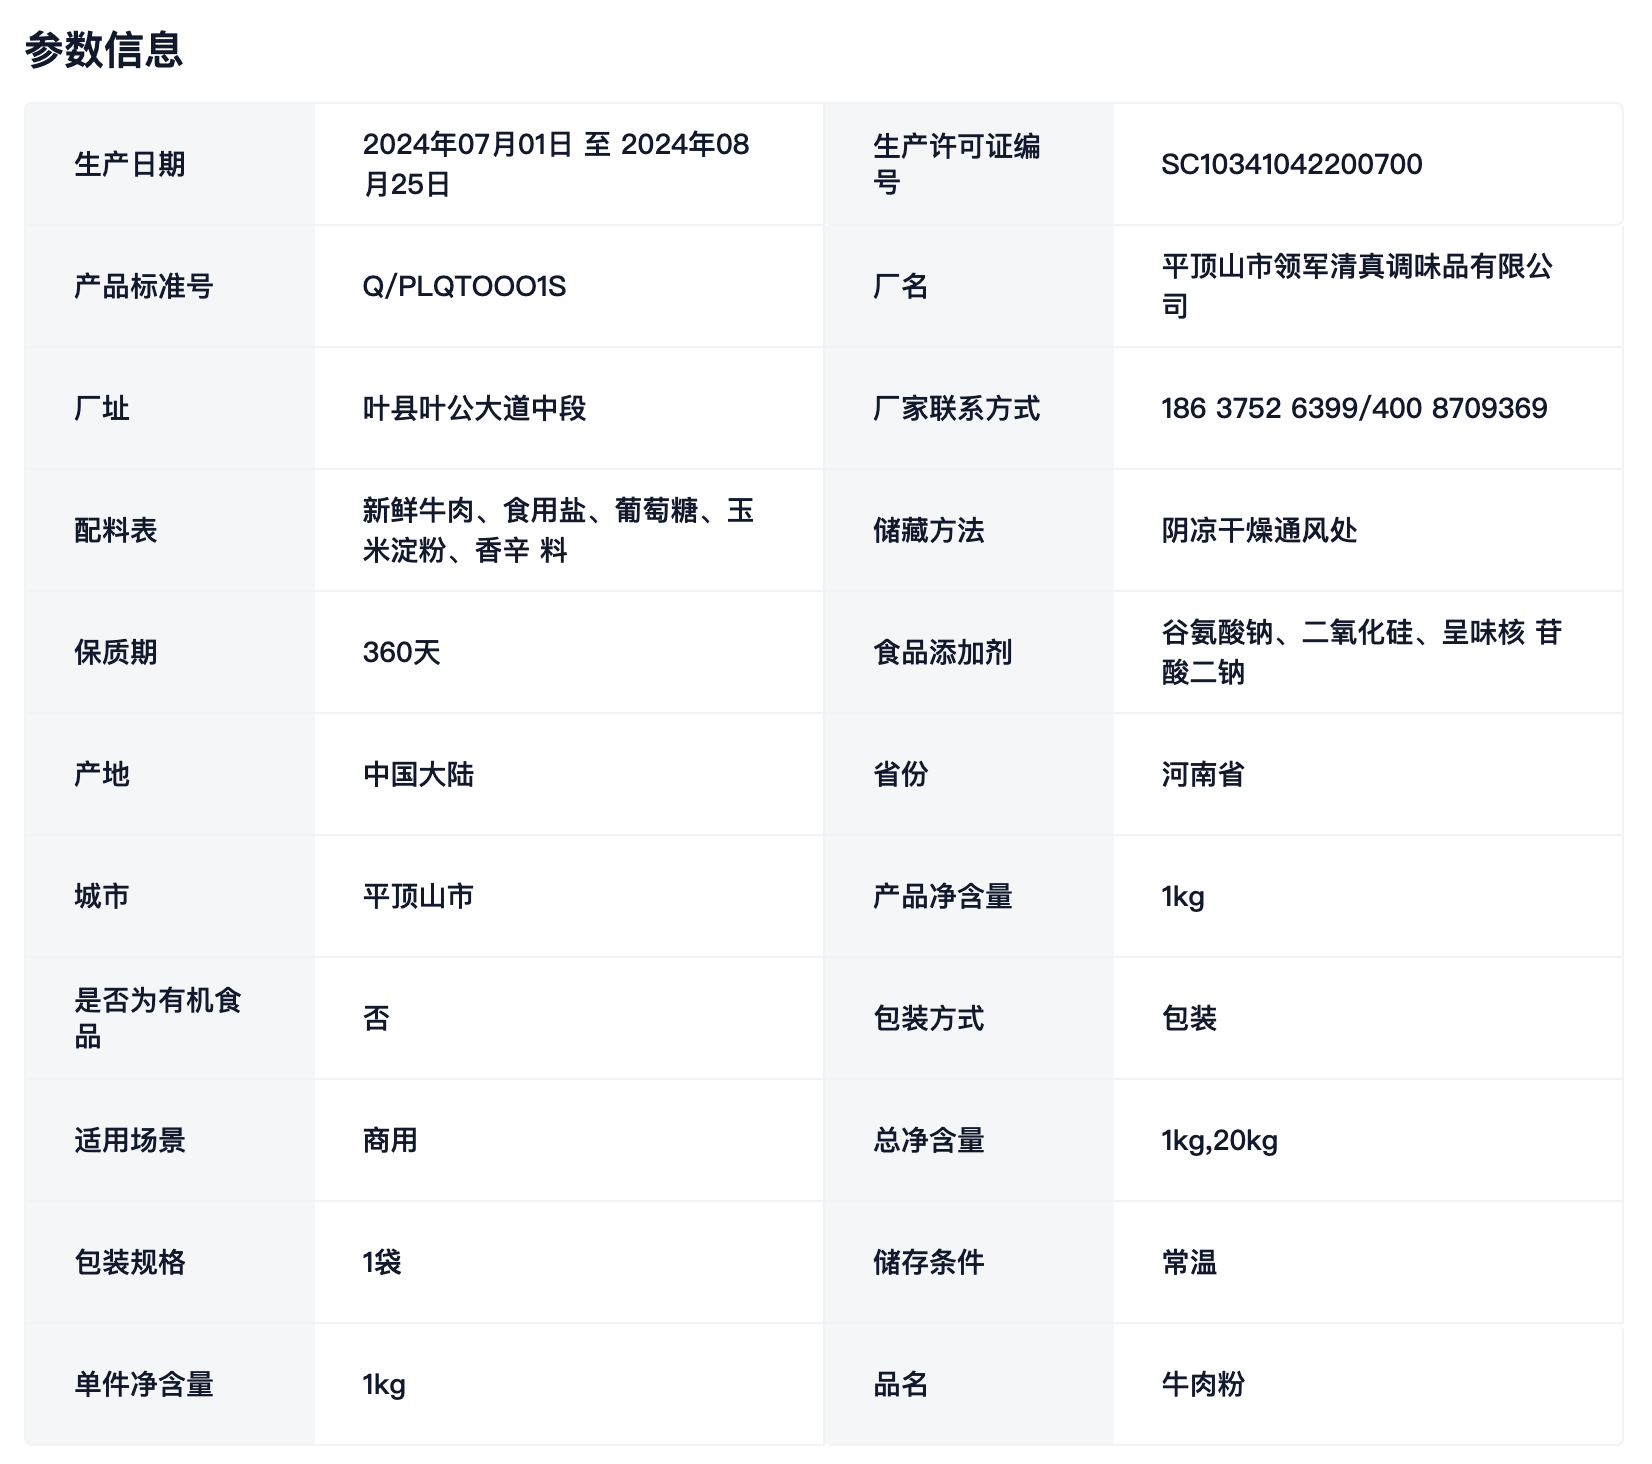 参数信息
生产日期
2024年07月01日 至 2024年08
月25日
生产许可证编
号
SC10341042200700
产品标准号
Q/PLQTOOO1S
厂名
平顶山市领军清真调味品有限公
司
厂址
叶县叶公大道中段
厂家联系方式
186 3752 6399/400 8709369
配料表
新鲜牛肉、食用盐、葡萄糖、玉
米淀粉、香辛 料
储藏方法
阴凉干燥通风处
保质期
360天
食品添加剂
谷氨酸钠、二氧化硅、呈味核 苷
酸二钠
产地
中国大陆
省份
河南省
城市
平顶山市
产品净含量
1kg
是否为有机食
品
否
包装方式
包装
适用场景
商用
总净含量
1kg,20kg
包装规格
1袋
储存条件
常温
单件净含量
1kg
品名
牛肉粉